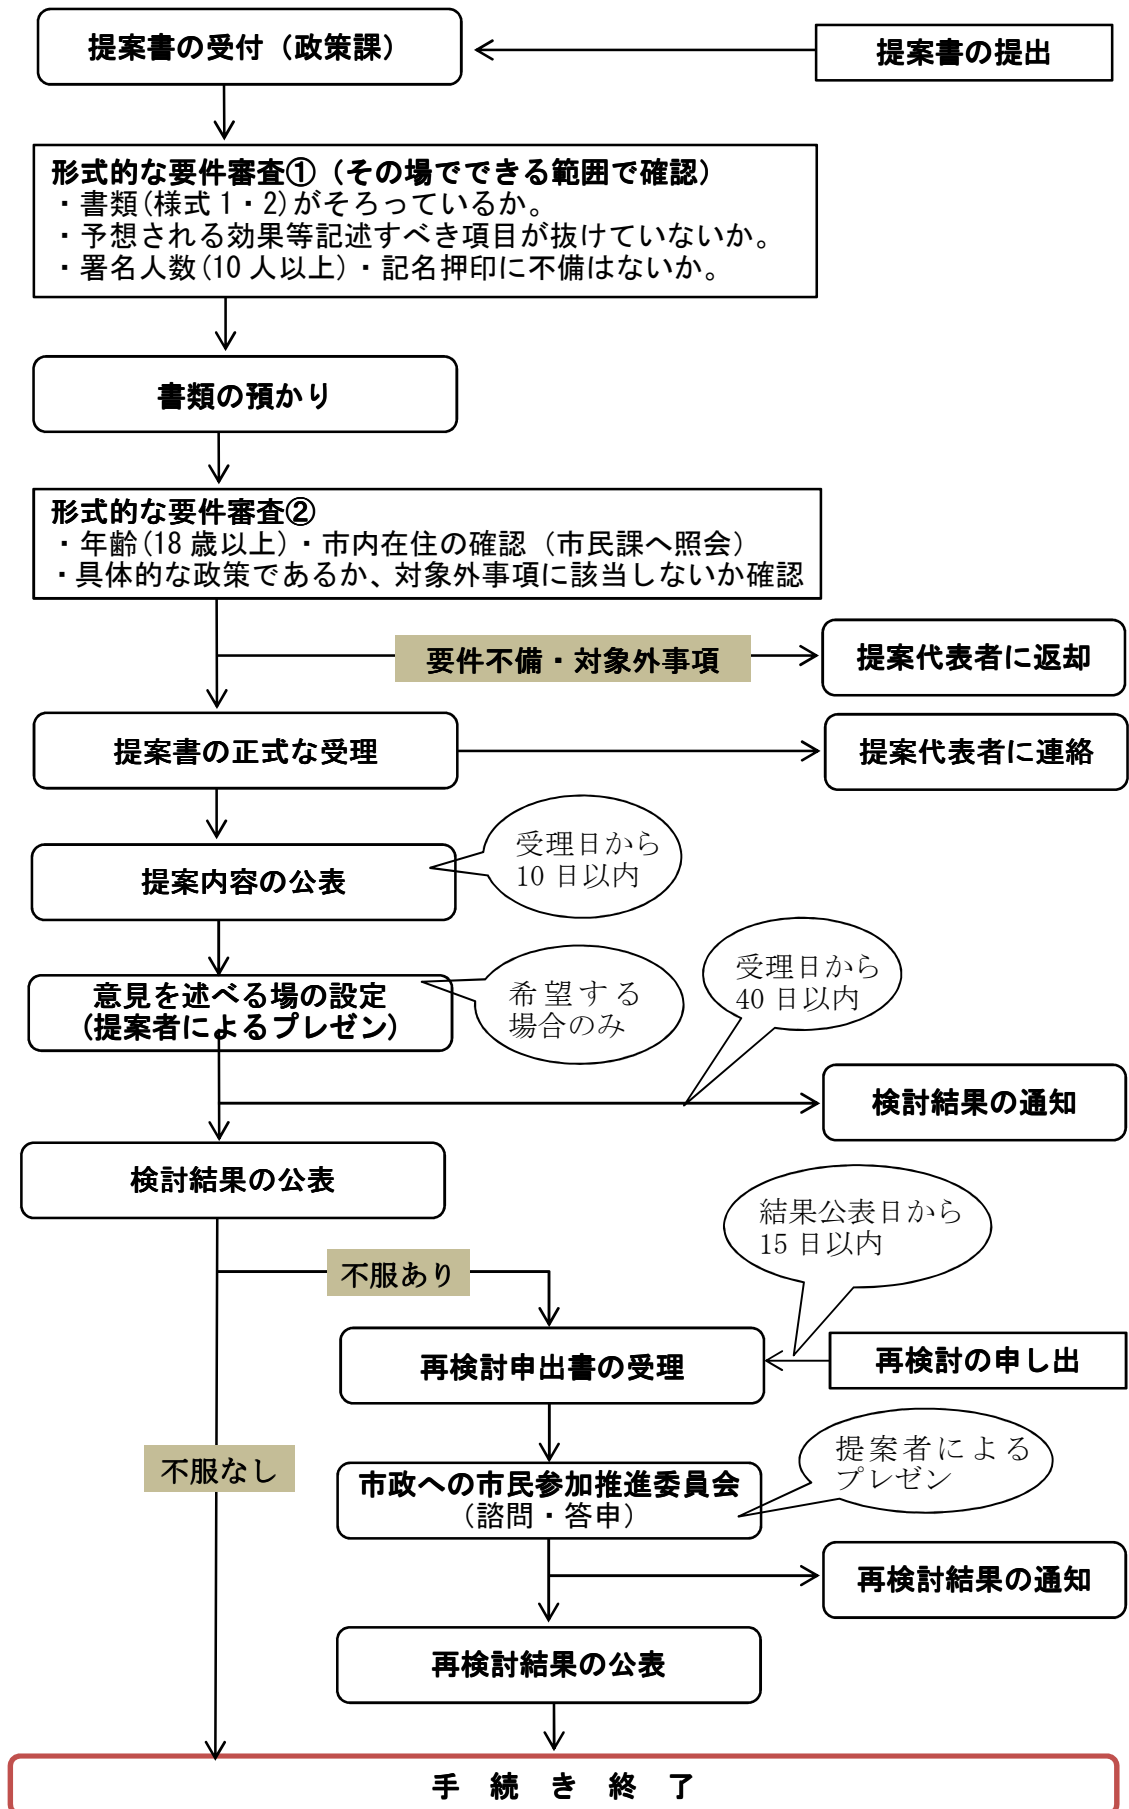 提案書の受付（政策課）
提案書の提出
形式的な要件審査①（その場でできる範囲で確認）
・書類(様式 1・2)がそろっているか。
・予想される効果等記述すべき項目が抜けていないか。
・署名人数(10 人以上)・記名押印に不備はないか。
書類の預かり
形式的な要件審査②
・年齢(18 歳以上)・市内在住の確認（市民課へ照会）
・具体的な政策であるか、対象外事項に該当しないか確認
要件不備・対象外事項
提案代表者に返却
提案書の正式な受理
提案代表者に連絡
受理日から
10 日以内
提案内容の公表
意見を述べる場の設定
(提案者によるプレゼン)
希望する
場合のみ
受理日から
40 日以内
検討結果の通知
検討結果の公表
結果公表日から
15 日以内
不服あり
再検討申出書の受理
再検討の申し出
不服なし
市政への市民参加推進委員会
（諮問・答申）
提案者による
プレゼン
再検討結果の通知
再検討結果の公表
手 続 き 終 了